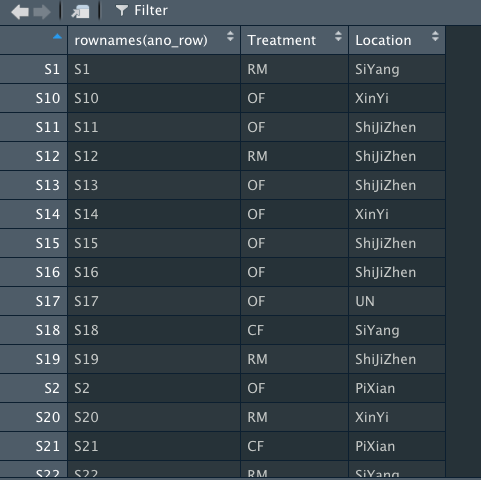 Filter
rownames(ano_row) Treatment Location
S1 S1 RM SiYang
S10 S10 OF XinYi
S11 S11 OF ShiJiZhen
S12 S12 RM ShiJiZhen
S13 S13 OF ShiJiZhen
S14 S14 OF XinYi
S15 S15 OF ShiJiZhen
S16 S16 OF ShiJiZhen
S17 S17 OF UN
S18 S18 CF SiYang
S19 S19 RM ShiJiZhen
S2 S2 OF PiXian
S20 S20 RM XinYi
S21 S21 CF PiXian
S22 S22 RM SiYang